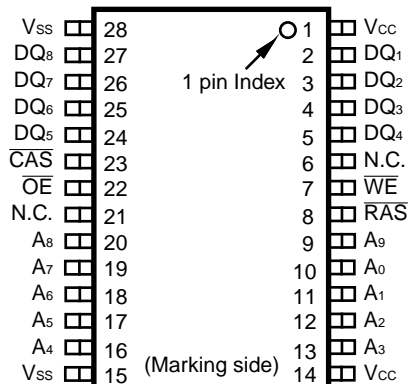 VSS 28 1 VCC
DQ8 27 2 DQ1
DQ7 26 1 pin Index 3 DQ2
DQ6 25 4 DQ3
DQ5 24 5 DQ4
CAS 23 6 N.C.
OE 22 7 WE
N.C. 21 8 RAS
A8 20 9 A9
A7 19 10 A0
A6 18 11 A1
A5 17 12 A2
A4 16 13 A3
VSS 15 (Marking side) 14 VCC